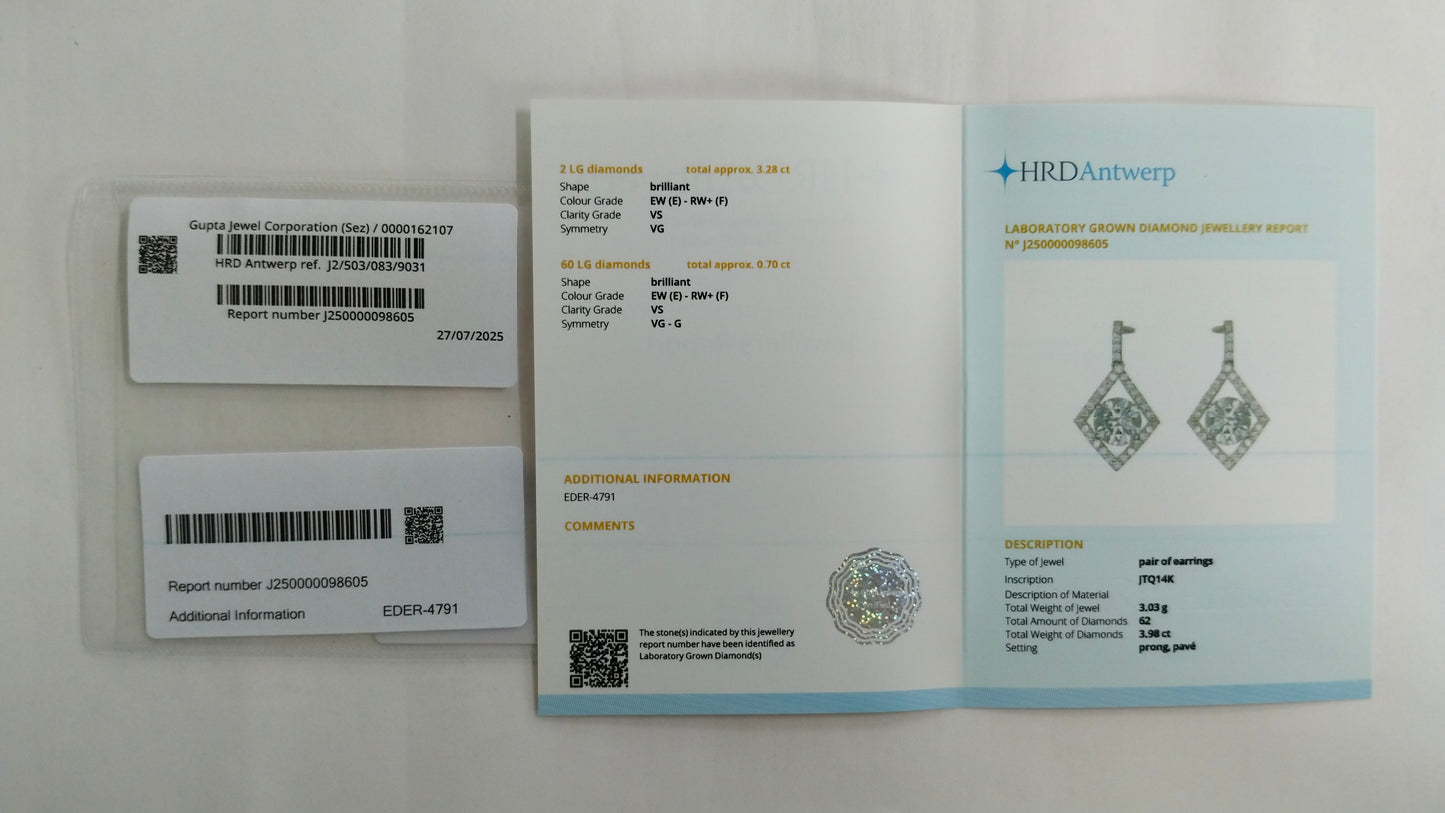 Gupta Jewel Corporation (Sez) / 0000162107
HRD Antwerp ref. J2/503/083/9031
Report number J250000098605
27/07/2025
Report number J250000098605
Additional Information EDER-4791
2 LG diamonds total approx. 3.28 ct
Shape brilliant
Colour Grade EW (E) - RW+ (F)
Clarity Grade VS
Symmetry VG
60 LG diamonds total approx. 0.70 ct
Shape brilliant
Colour Grade EW (E) - RW+ (F)
Clarity Grade VS
Symmetry VG - G
ADDITIONAL INFORMATION
EDER-4791
COMMENTS
The stone(s) indicated by this jewellery
report number have been identified as
Laboratory Grown Diamond(s)
HRDAntwerp
LABORATORY GROWN DIAMOND JEWELLERY REPORT
N° J250000098605
DESCRIPTION
Type of Jewel pair of earrings
Inscription JTQ14K
Description of Material
Total Weight of Jewel 3.03 g
Total Amount of Diamonds 62
Total Weight of Diamonds 3.98 ct
Setting prong, pavé